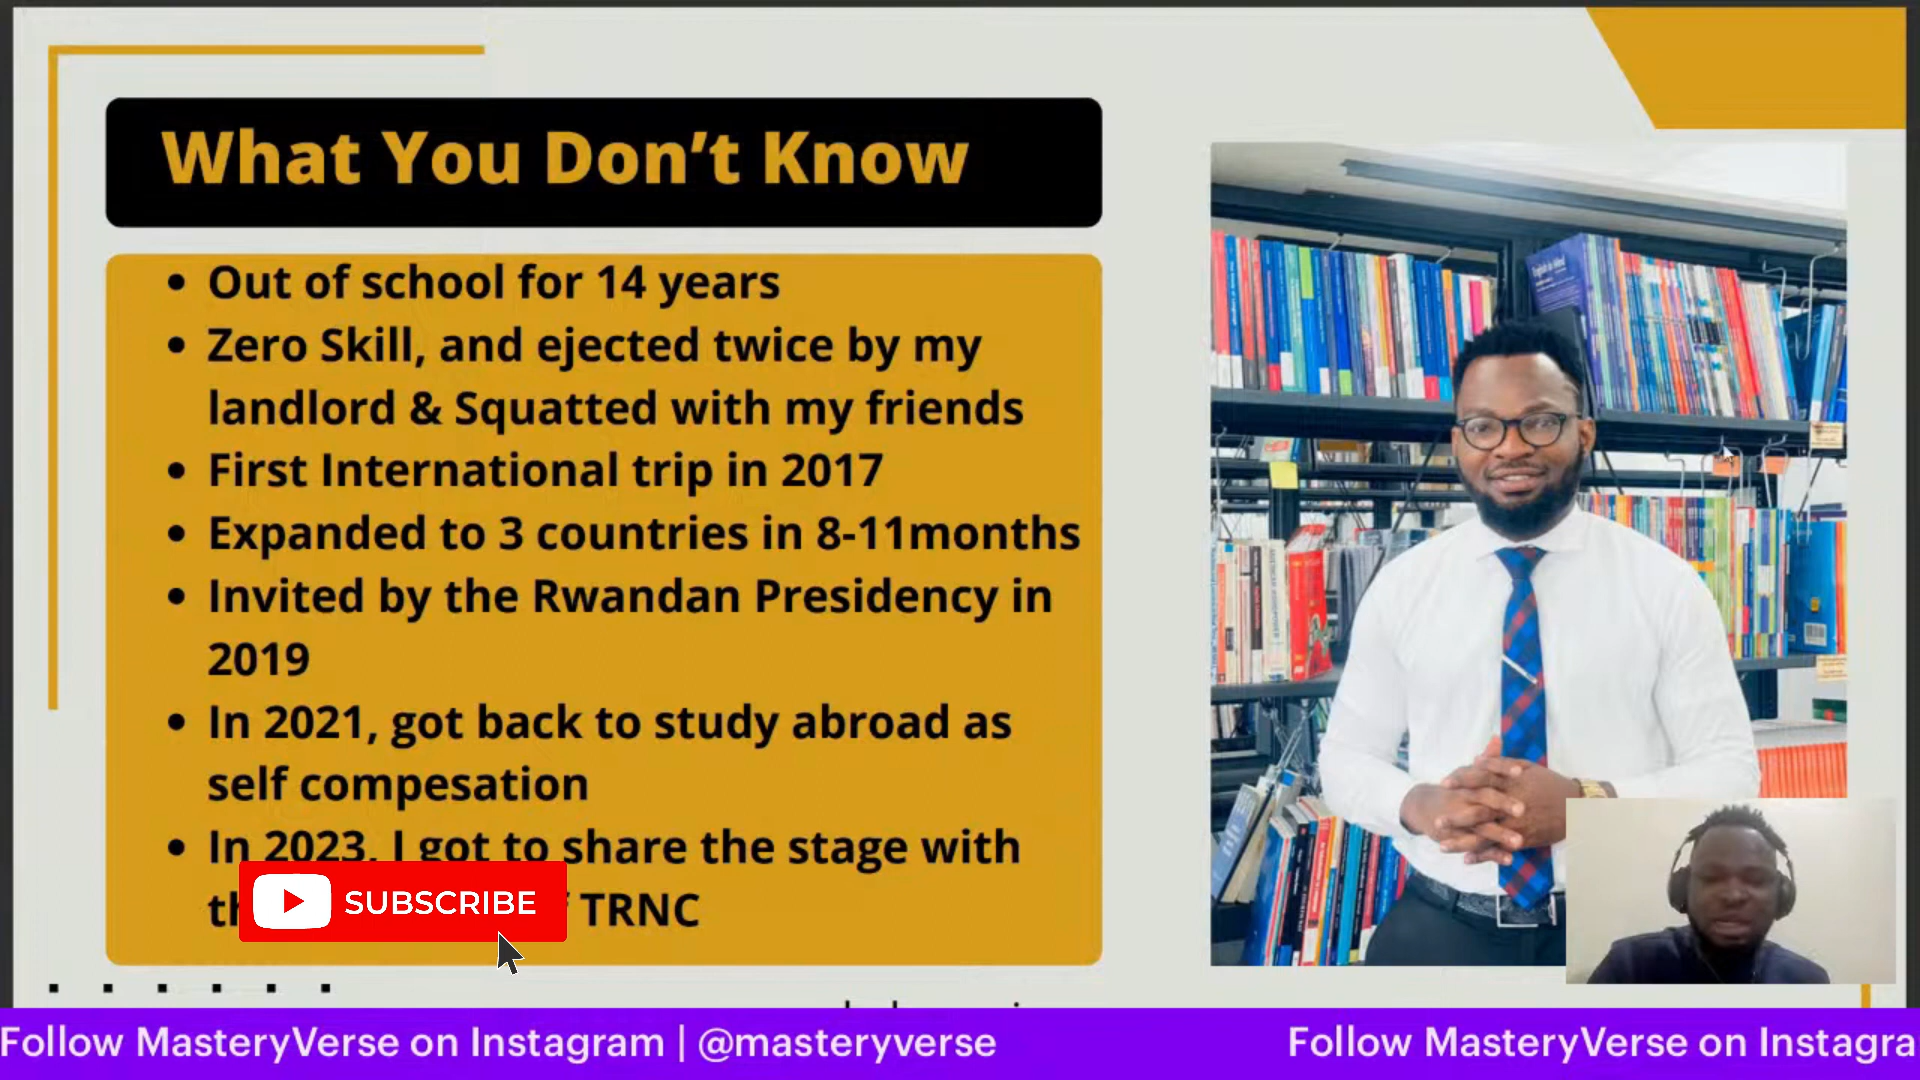 What You Don't Know
• Out of school for 14 years
• Zero Skill, and ejected twice by my
landlord & Squatted with my friends
• First International trip in 2017
• Expanded to 3 countries in 8-11months
• Invited by the Rwandan Presidency in
2019
• In 2021, got back to study abroad as
self compesation
• In 2023, I got to share the stage with
TRNC
SUBSCRIBE
Follow MasteryVerse on Instagram | @masteryverse
Follow MasteryVerse on Instagra